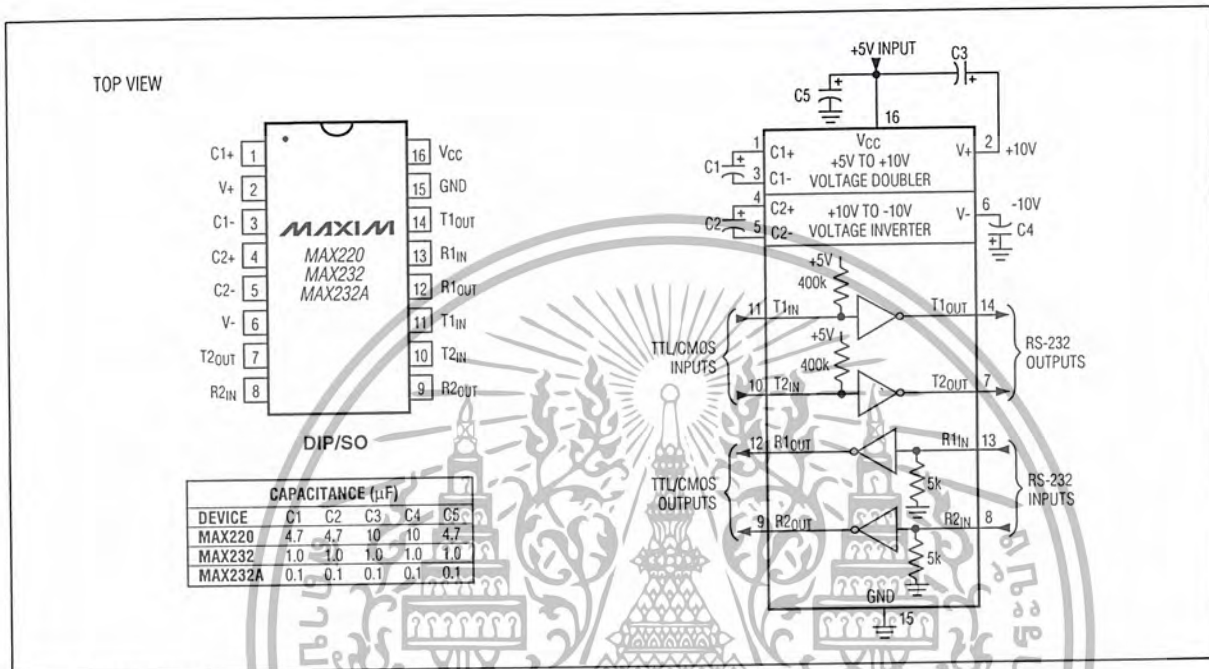 TOP VIEW
C1+ 1
V+ 2
C1- 3
C2+ 4
C2- 5
V- 6
T2OUT 7
R2IN 8
MAXIM
MAX220
MAX232
MAX232A
16 VCC
15 GND
14 T1OUT
13 R1IN
12 R1OUT
11 T1IN
10 T2IN
9 R2OUT
DIP/SO
CAPACITANCE (µF)
DEVICE C1 C2 C3 C4 C5
MAX220 4.7 4.7 10 10 4.7
MAX232 1.0 1.0 1.0 1.0 1.0
MAX232A 0.1 0.1 0.1 0.1 0.1
+5V INPUT
C3
+
C5 +
16
VCC
1 C1+
C1 +
3 C1-
+5V TO +10V
VOLTAGE DOUBLER
V+ 2 +10V
4 C2+
C2 +
5 C2-
+10V TO -10V
VOLTAGE INVERTER
V- 6 -10V
C4
+
+5V
400k
11 T1IN
T1OUT 14
+5V
400k
TTL/CMOS
INPUTS
RS-232
OUTPUTS
10 T2IN
T2OUT 7
12 R1OUT
R1IN 13
5k
TTL/CMOS
OUTPUTS
RS-232
INPUTS
9 R2OUT
R2IN 8
5k
GND
15